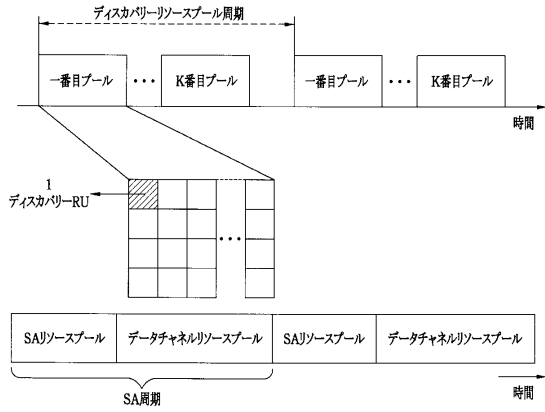 ディスカバリーリソースプール周期
一番目プール ・・・ K番目プール 一番目プール ・・・ K番目プール
時間
1
ディスカバリーRU
・・・
SAリソースプール データチャネルリソースプール SAリソースプール データチャネルリソースプール
SA周期
時間